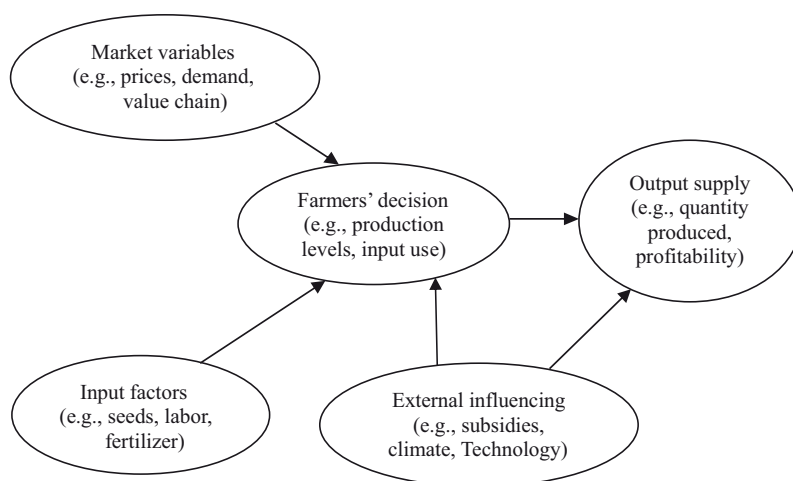 Market variables
(e.g., prices, demand,
value chain)
Farmers’ decision
(e.g., production
levels, input use)
Output supply
(e.g., quantity
produced,
profitability)
Input factors
(e.g., seeds, labor,
fertilizer)
External influencing
(e.g., subsidies,
climate, Technology)